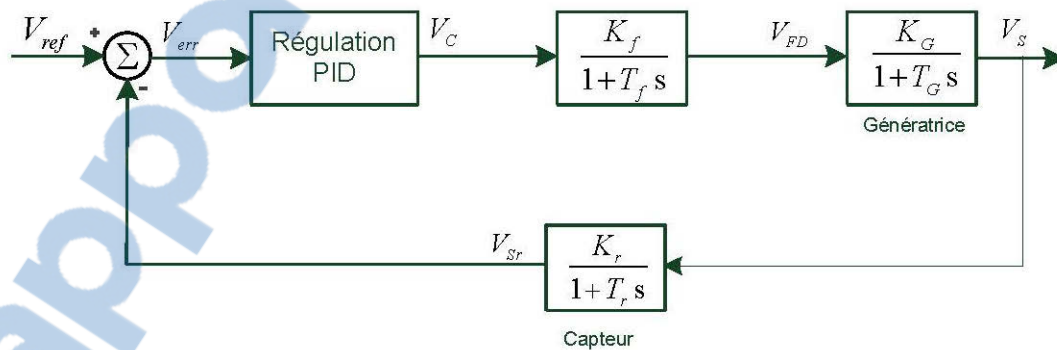 V_ref
+
Σ
-
V_err
Régulation
PID
V_C
K_f
1+T_f s
V_FD
K_G
1+T_G s
V_S
Génératrice
V_Sr
K_r
1+T_r s
Capteur